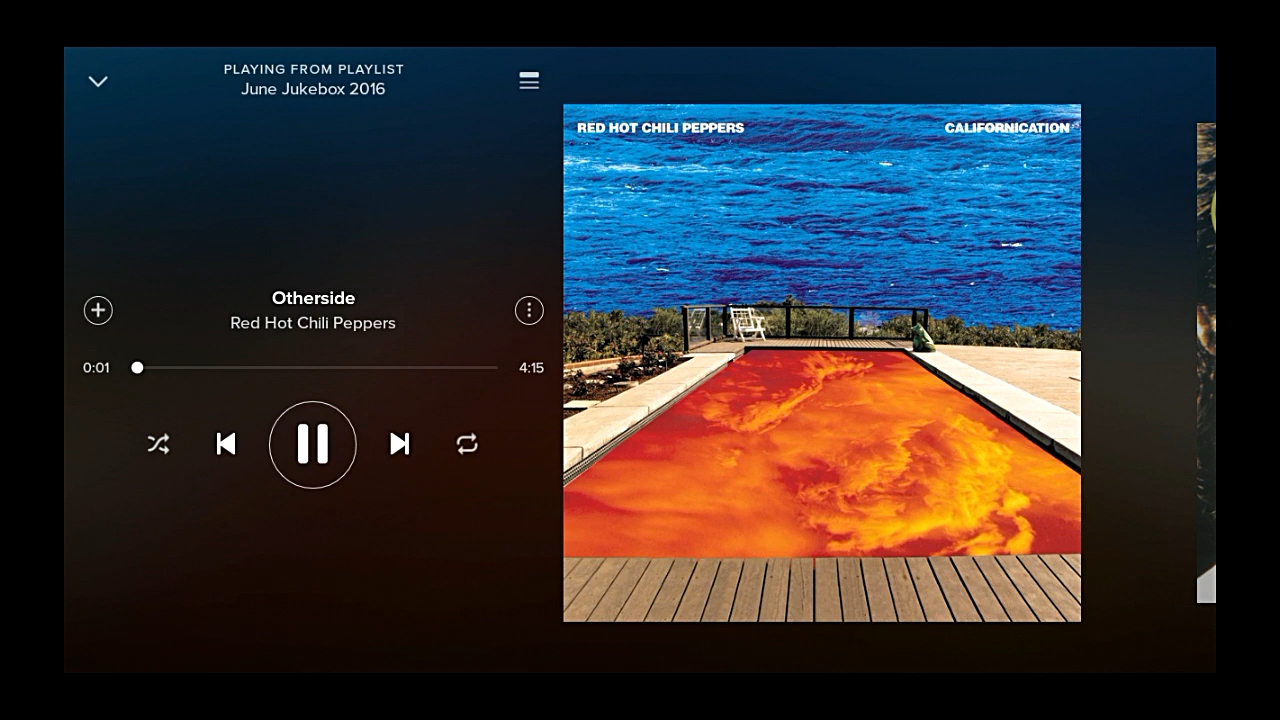 PLAYING FROM PLAYLIST
June Jukebox 2016
RED HOT CHILI PEPPERS
CALIFORNICATION
Otherside
Red Hot Chili Peppers
0:01
4:15